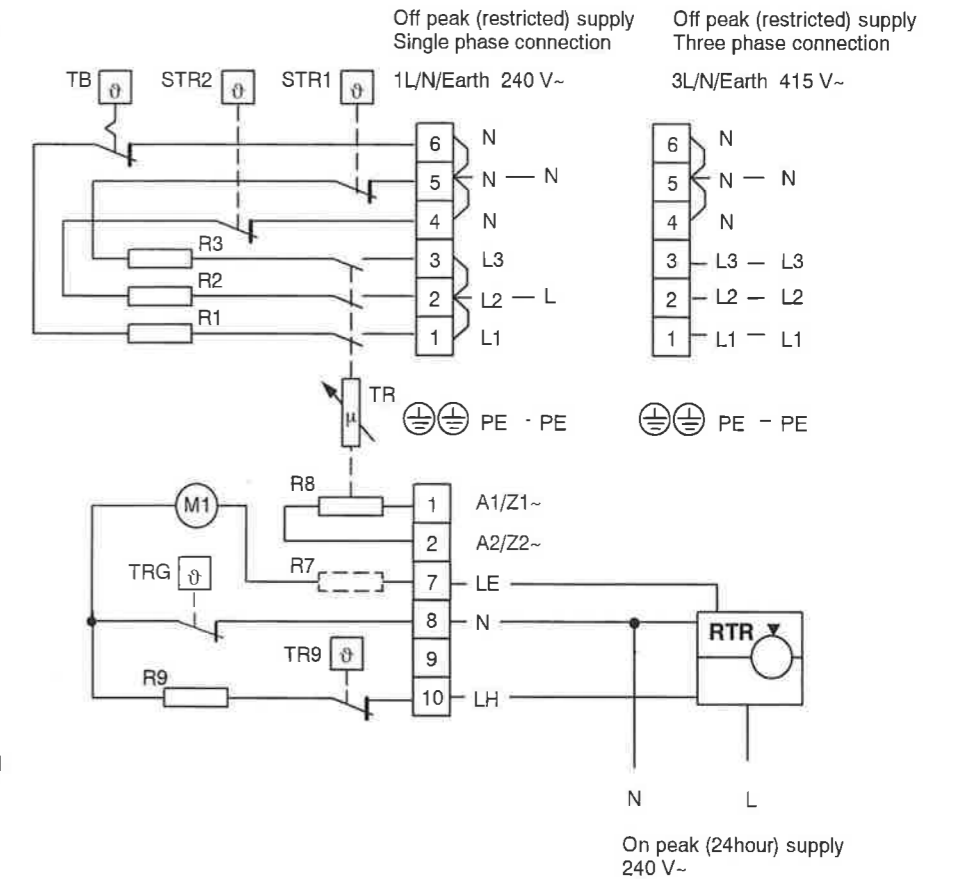 Off peak (restricted) supply
Single phase connection
1L/N/Earth 240 V~
Off peak (restricted) supply
Three phase connection
3L/N/Earth 415 V~
TB ϑ
STR2 ϑ
STR1 ϑ
6 N
5 N — N
4 N
R3 3 L3
R2 2 L2 — L
R1 1 L1
6 N
5 N — N
4 N
3 L3 — L3
2 L2 — L2
1 L1 — L1
μ TR
PE - PE
PE – PE
R8 1 A1/Z1~
2 A2/Z2~
M1
R7 7 LE
TRG ϑ
8 N
TR9 ϑ
9
R9 10 LH
RTR
N L
On peak (24hour) supply
240 V~